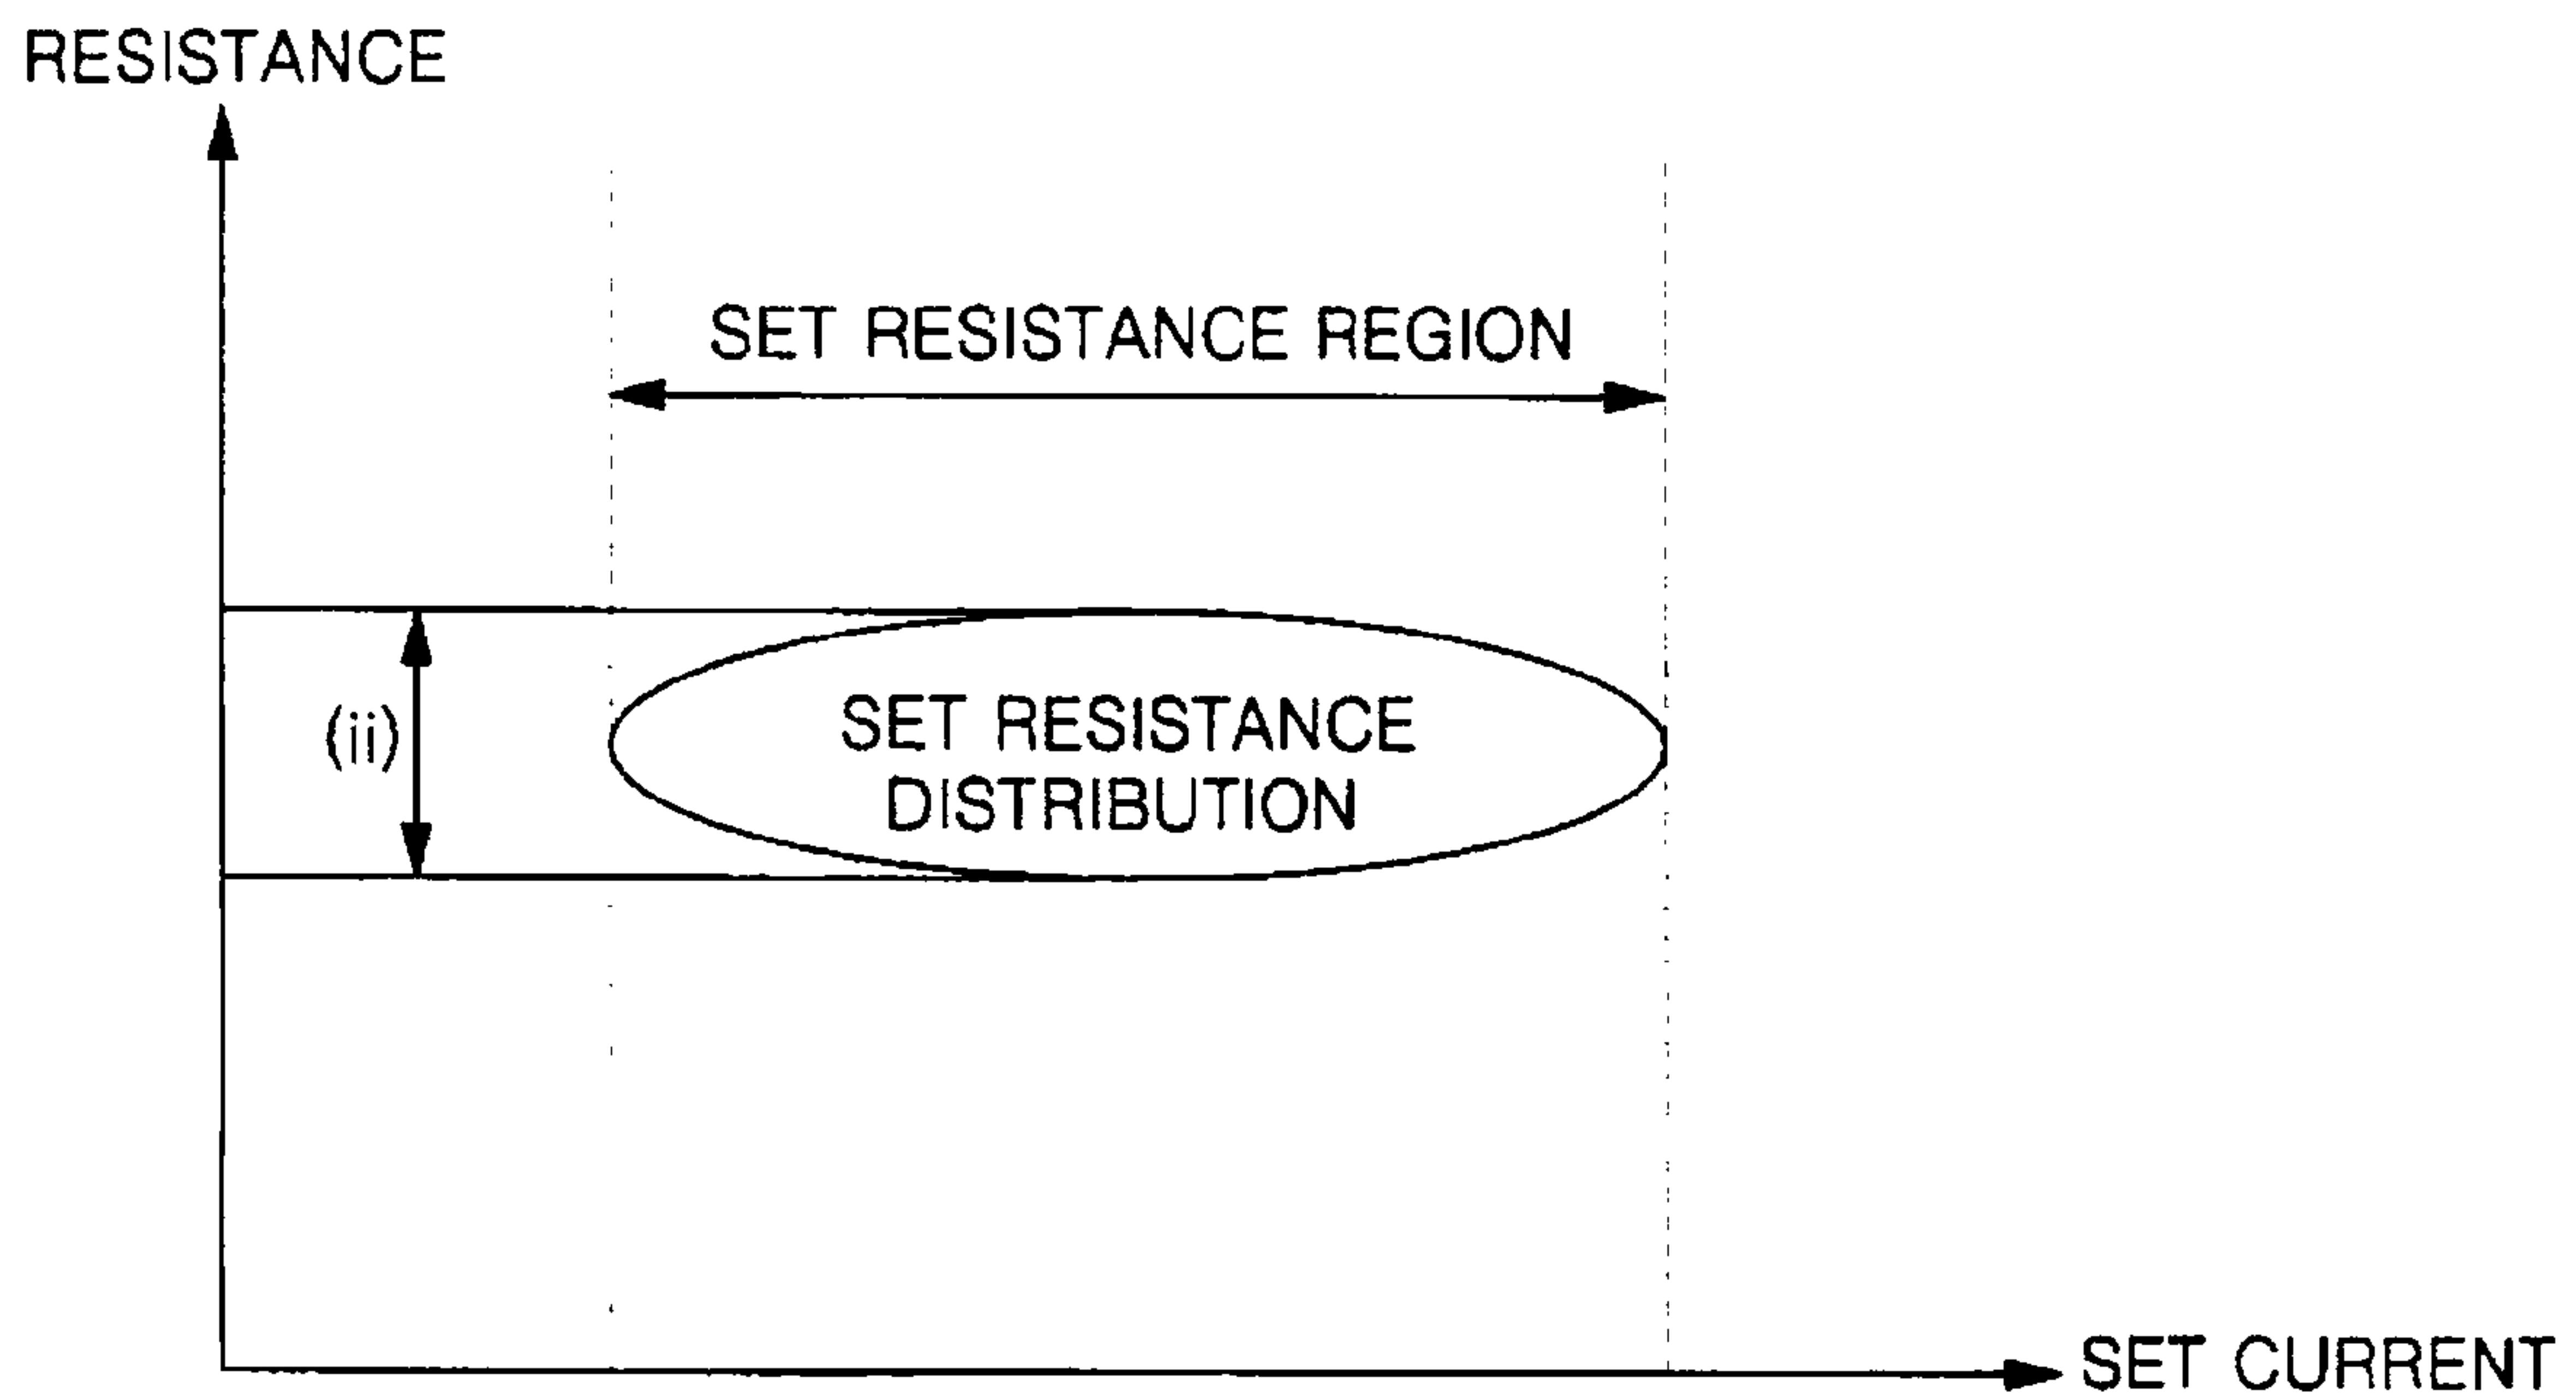 RESISTANCE
SET RESISTANCE REGION
(ii)
SET RESISTANCE
DISTRIBUTION
SET CURRENT